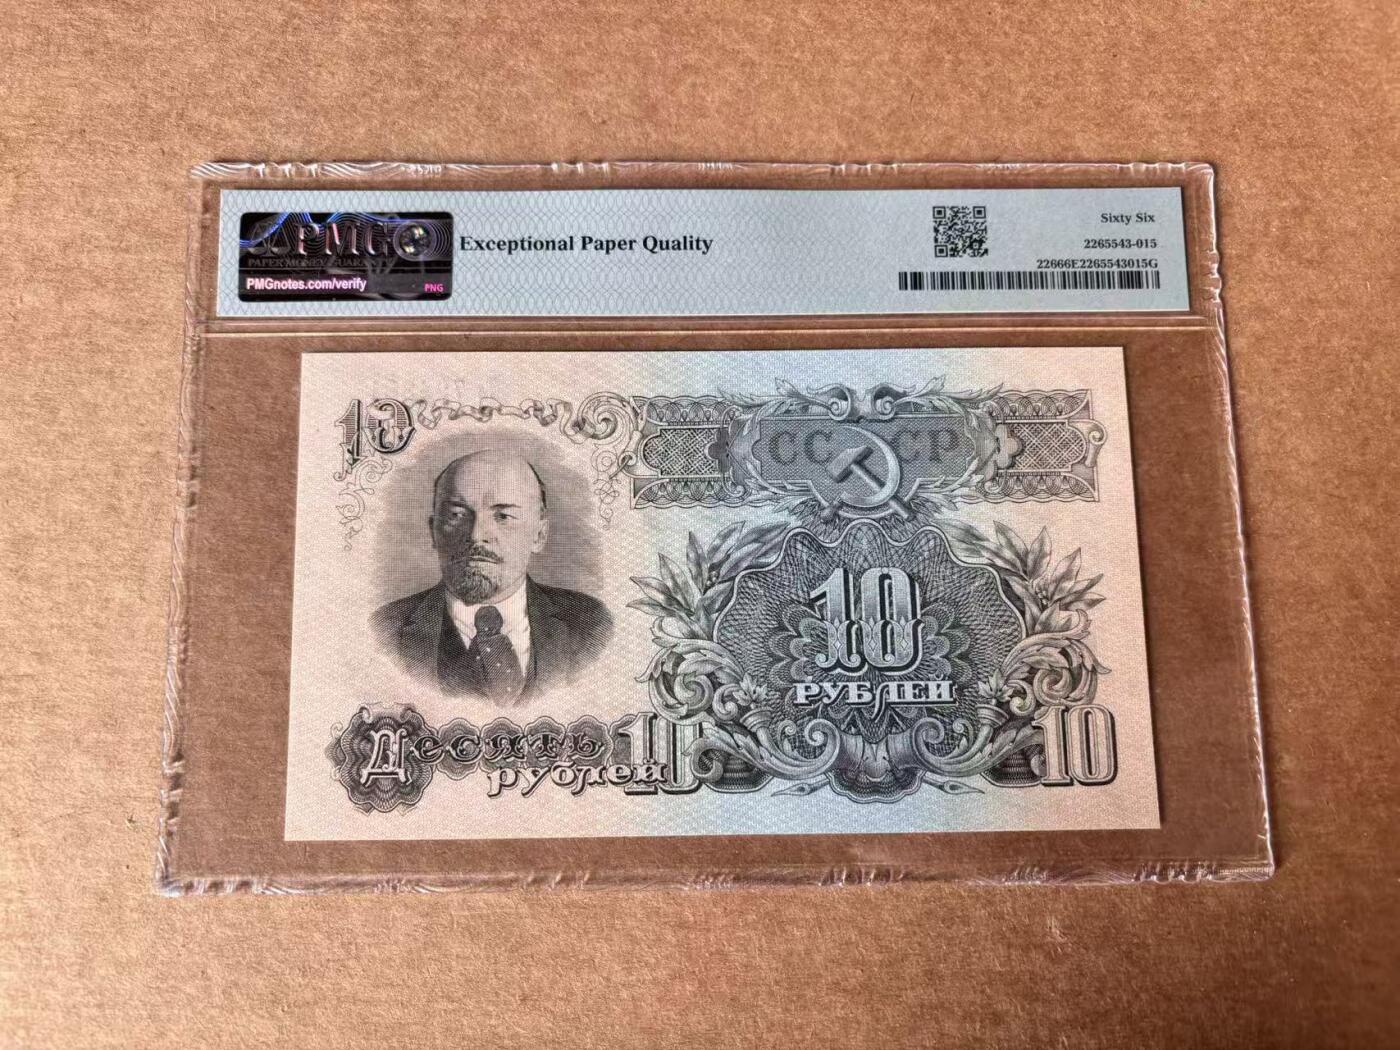 PMG
PAPER MONEY GUARANTY
PMGnotes.com/verify
PNG
Exceptional Paper Quality
Sixty Six
2265543-015
22666E2265543015G
10
СССР
10
РУБЛЕЙ
Десять
рублей
10
10